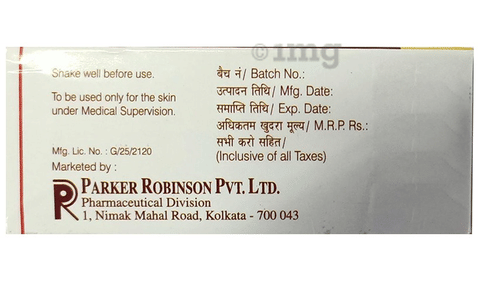 1mg
Shake well before use.
To be used only for the skin
under Medical Supervision.
Mfg. Lic. No. : G/25/2120
Marketed by :
PARKER ROBINSON PVT. LTD.
Pharmaceutical Division
1, Nimak Mahal Road, Kolkata - 700 043
बैच नं/ Batch No.:
उत्पादन तिथि/ Mfg. Date:
समाप्ति तिथि/ Exp. Date:
अधिकतम खुदरा मूल्य/ M.R.P. Rs.:
सभी करो सहित/
(Inclusive of all Taxes)